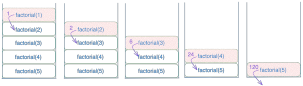 1 factorial(1)
factorial(2)
factorial(3)
factorial(4)
factorial(5)
2 factorial(2)
factorial(3)
factorial(4)
factorial(5)
6 factorial(3)
factorial(4)
factorial(5)
24 factorial(4)
factorial(5)
120 factorial(5)